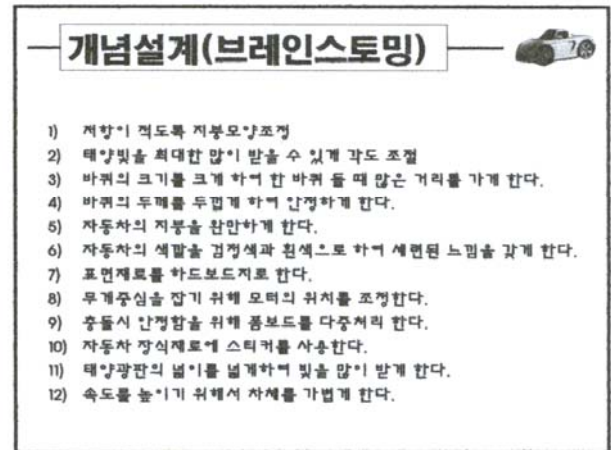 개념설계(브레인스토밍)
1) 저항이 적도록 지붕모양조정
2) 태양빛을 최대한 많이 받을 수 있게 각도 조절
3) 바퀴의 크기를 크게 하여 한 바퀴 돌 때 많은 거리를 가게 한다.
4) 바퀴의 두께를 두껍게 하여 안정하게 한다.
5) 자동차의 지붕을 완만하게 한다.
6) 자동차의 색깔을 검정색과 흰색으로 하여 세련된 느낌을 갖게 한다.
7) 표면재료를 하드보드지로 한다.
8) 무게중심을 잡기 위해 모터의 위치를 조정한다.
9) 충돌시 안정함을 위해 폼보드를 다중처리 한다.
10) 자동차 장식재료에 스티커를 사용한다.
11) 태양광판의 넓이를 넓게하여 빛을 많이 받게 한다.
12) 속도를 높이기 위해서 차체를 가볍게 한다.